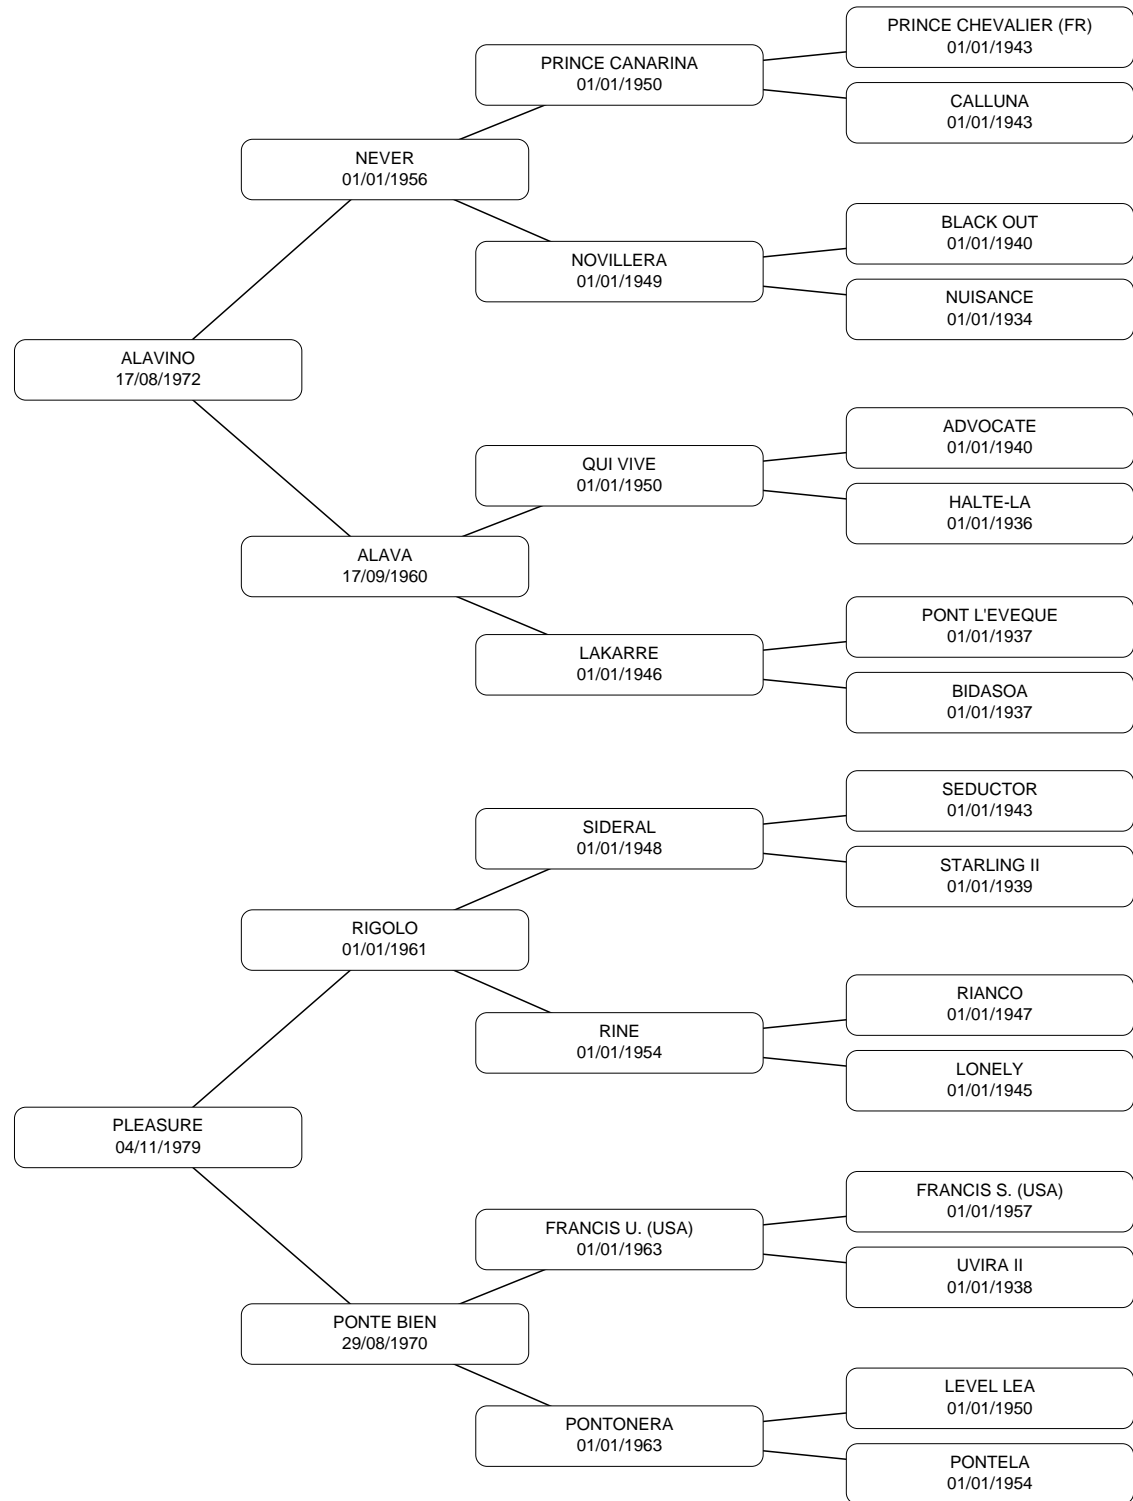 PRINCE CHEVALIER (FR)
01/01/1943
PRINCE CANARINA
01/01/1950
CALLUNA
01/01/1943
NEVER
01/01/1956
BLACK OUT
01/01/1940
NOVILLERA
01/01/1949
NUISANCE
01/01/1934
ALAVINO
17/08/1972
ADVOCATE
01/01/1940
QUI VIVE
01/01/1950
HALTE-LA
01/01/1936
ALAVA
17/09/1960
PONT L'EVEQUE
01/01/1937
LAKARRE
01/01/1946
BIDASOA
01/01/1937
SEDUCTOR
01/01/1943
SIDERAL
01/01/1948
STARLING II
01/01/1939
RIGOLO
01/01/1961
RIANCO
01/01/1947
RINE
01/01/1954
LONELY
01/01/1945
PLEASURE
04/11/1979
FRANCIS S. (USA)
01/01/1957
FRANCIS U. (USA)
01/01/1963
UVIRA II
01/01/1938
PONTE BIEN
29/08/1970
LEVEL LEA
01/01/1950
PONTONERA
01/01/1963
PONTELA
01/01/1954